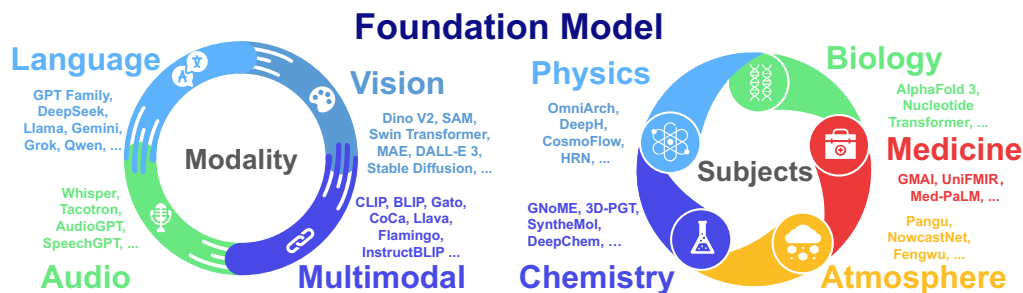 Foundation Model
Language
GPT Family,
DeepSeek,
Llama, Gemini,
Grok, Qwen, ...
Vision
Dino V2, SAM,
Swin Transformer,
MAE, DALL-E 3,
Stable Diffusion, ...
Modality
Whisper,
Tacotron,
AudioGPT,
SpeechGPT, ...
Audio
CLIP, BLIP, Gato,
CoCa, Llava,
Flamingo,
InstructBLIP ...
Multimodal
Physics
OmniArch,
DeepH,
CosmoFlow,
HRN, ...
Biology
AlphaFold 3,
Nucleotide
Transformer, ...
Subjects
Medicine
GMAI, UniFMIR,
Med-PaLM, ...
GNoME, 3D-PGT,
SyntheMol,
DeepChem, ...
Chemistry
Pangu,
NowcastNet,
Fengwu, ...
Atmosphere